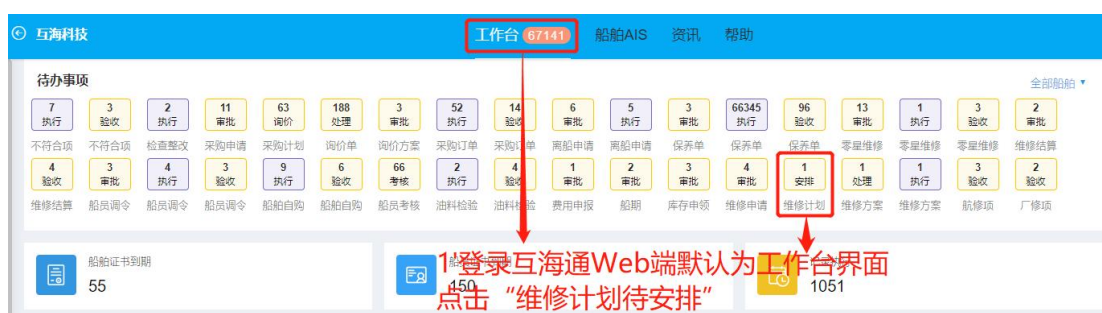 互海科技
工作台 67141 船舶AIS 资讯 帮助
待办事项 全部船舶
7 3 2 11 63 188 3 52 14 6 5 3 66345 96 13 1 3 2
执行 验收 执行 审批 询价 处理 审批 执行 验收 审批 执行 审批 执行 验收 审批 执行 验收 审批
不符合项 不符合项 检查整改 采购申请 采购计划 询价单 询价方案 采购订单 采购订单 离船申请 离船申请 保养单 保养单 保养单 零星维修 零星维修 零星维修 维修结算
4 3 4 3 9 6 66 2 4 1 2 3 4 1 1 1 3 2
验收 审批 执行 验收 执行 验收 考核 执行 验收 审批 审批 审批 审批 安排 处理 执行 验收 验收
维修结算 船员调令 船员调令 船员调令 船舶自购 船舶自购 船员考核 油料检验 油料检验 费用申报 船期 库存申领 维修申请 维修计划 维修方案 维修方案 航修项 厂修项
船舶证书到期
55 150 1051
1 登录互海通Web端默认为工作台界面
点击“维修计划待安排”